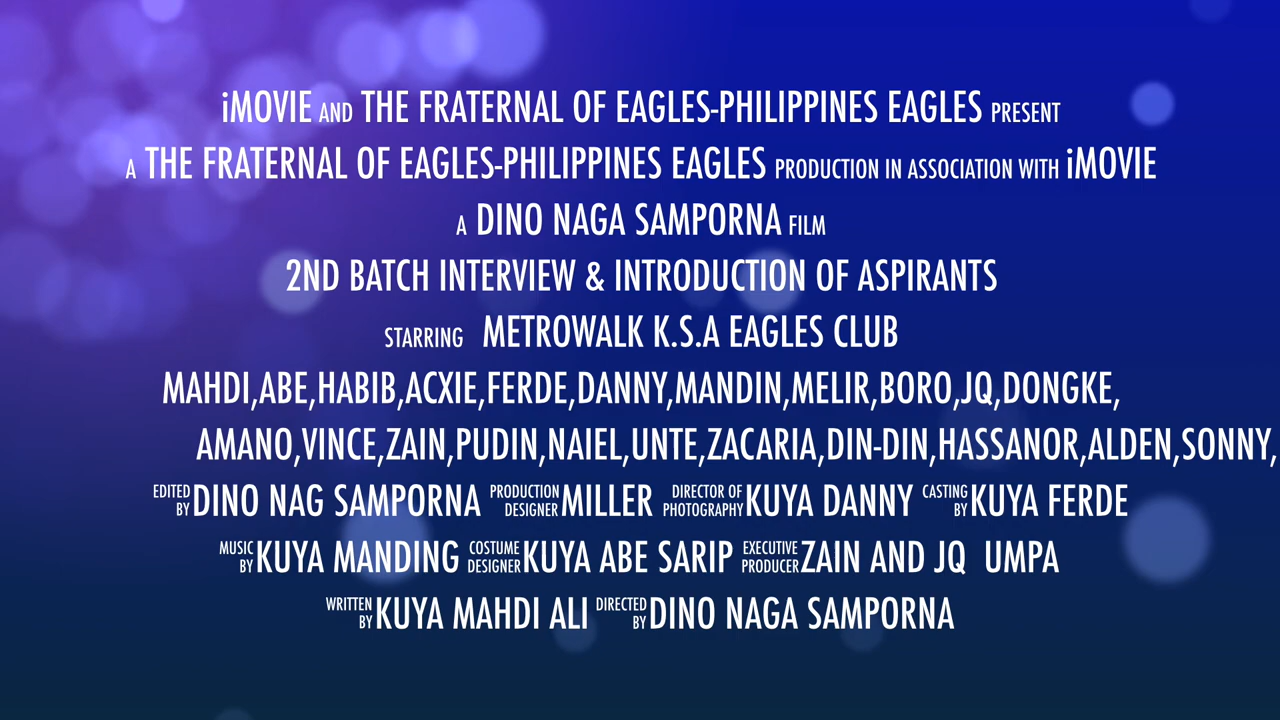 iMOVIE AND THE FRATERNAL OF EAGLES-PHILIPPINES EAGLES PRESENT
A THE FRATERNAL OF EAGLES-PHILIPPINES EAGLES PRODUCTION IN ASSOCIATION WITH iMOVIE
A DINO NAGA SAMPORNA FILM
2ND BATCH INTERVIEW & INTRODUCTION OF ASPIRANTS
STARRING METROWALK K.S.A EAGLES CLUB
MAHDI,ABE,HABIB,ACXIE,FERDE,DANNY,MANDIN,MELIR,BORO,JQ,DONGKE,
AMANO,VINCE,ZAIN,PUDIN,NAIEL,UNTE,ZACARIA,DIN-DIN,HASSANOR,ALDEN,SONNY,
EDITED BY DINO NAG SAMPORNA PRODUCTION DESIGNER MILLER DIRECTOR OF PHOTOGRAPHY KUYA DANNY CASTING BY KUYA FERDE
MUSIC BY KUYA MANDING COSTUME DESIGNER KUYA ABE SARIP EXECUTIVE PRODUCER ZAIN AND JQ UMPA
WRITTEN BY KUYA MAHDI ALI DIRECTED BY DINO NAGA SAMPORNA